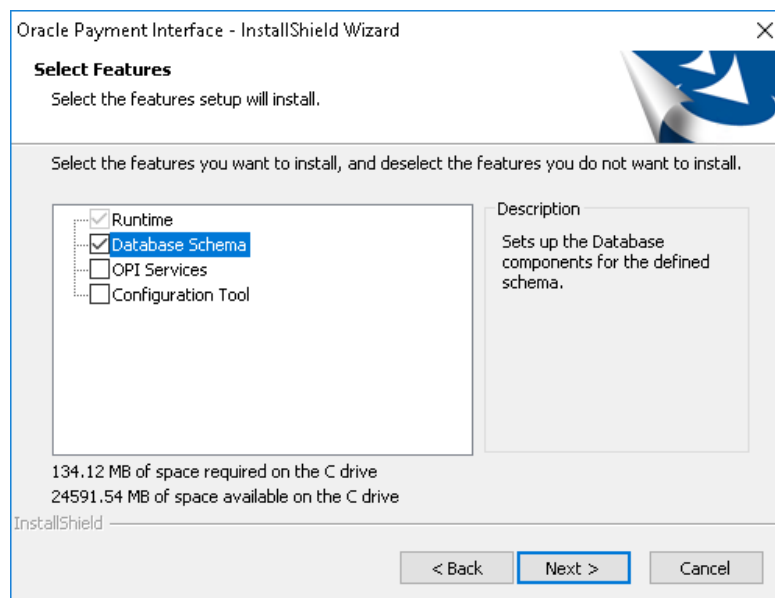 Oracle Payment Interface - InstallShield Wizard
Select Features
Select the features setup will install.
Select the features you want to install, and deselect the features you do not want to install.
Runtime
Database Schema
OPI Services
Configuration Tool
Description
Sets up the Database
components for the defined
schema.
134.12 MB of space required on the C drive
24591.54 MB of space available on the C drive
InstallShield
< Back
Next >
Cancel